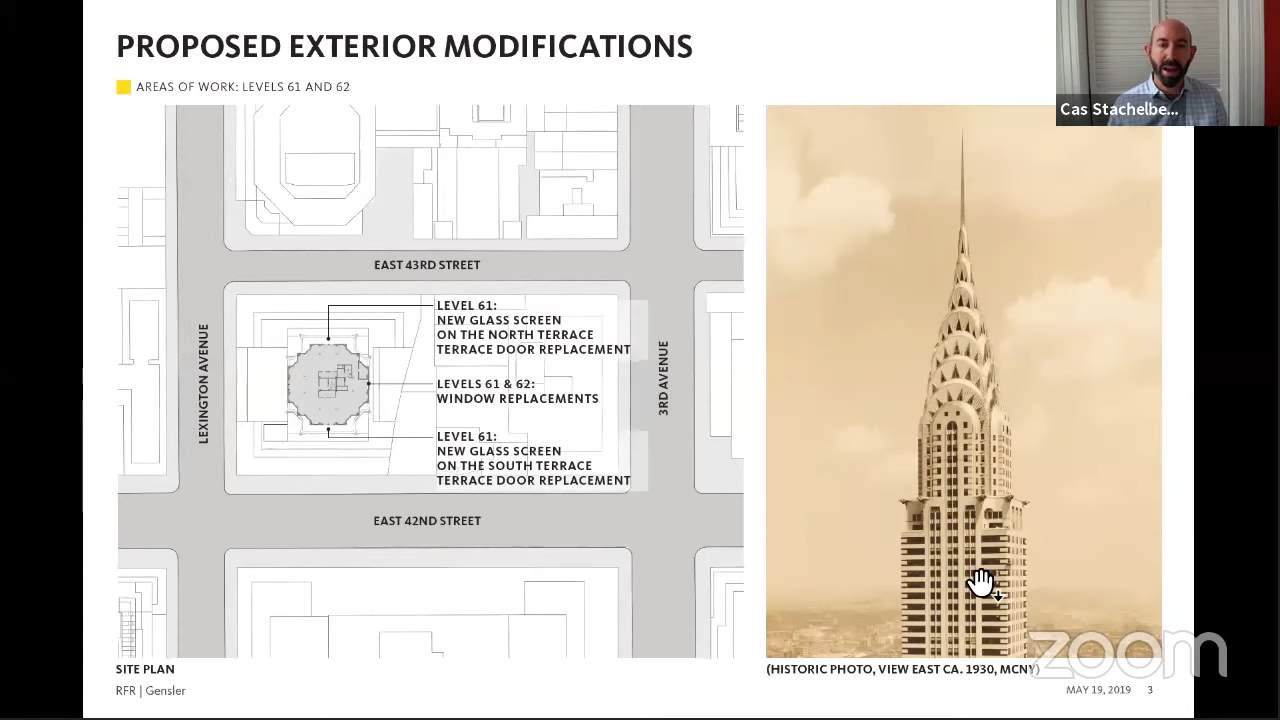 PROPOSED EXTERIOR MODIFICATIONS
AREAS OF WORK: LEVELS 61 AND 62
Cas Stachelbe...
EAST 43RD STREET
LEXINGTON AVENUE
LEVEL 61:
NEW GLASS SCREEN
ON THE NORTH TERRACE
TERRACE DOOR REPLACEMENT
LEVELS 61 & 62:
WINDOW REPLACEMENTS
LEVEL 61:
NEW GLASS SCREEN
ON THE SOUTH TERRACE
TERRACE DOOR REPLACEMENT
3RD AVENUE
EAST 42ND STREET
SITE PLAN
(HISTORIC PHOTO, VIEW EAST CA. 1930, MCNY)
RFR | Gensler
MAY 19, 2019 3
zoom